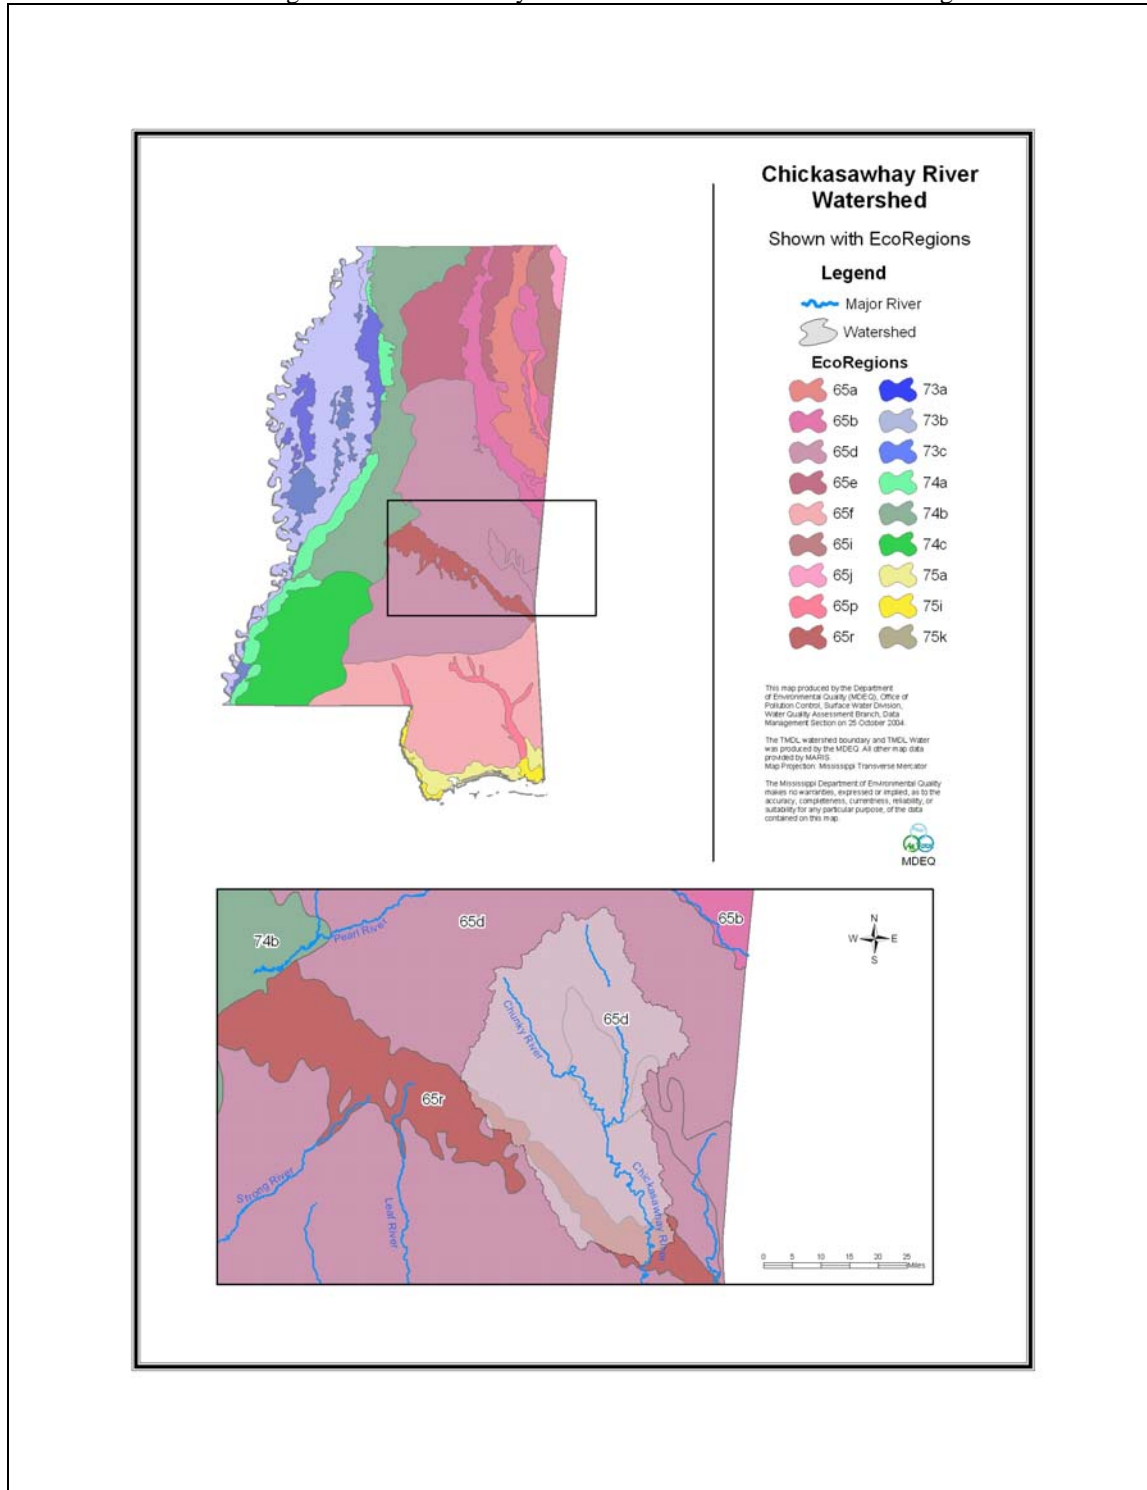 Chickasawhay River
Watershed
Shown with EcoRegions
Legend
Major River
Watershed
EcoRegions
65a 73a
65b 73b
65d 73c
65e 74a
65f 74b
65i 74c
65j 75a
65p 75i
65r 75k
This map produced by the Department
of Environmental Quality (MDEQ), Office of
Pollution Control, Surface Water Division,
Water Quality Assessment Branch, Data
Management Section on 25 October 2004.
The TMDL watershed boundary and TMDL Water
was produced by the MDEQ. All other map data
provided by MARIS.
Map Projection: Mississippi Transverse Mercator
The Mississippi Department of Environmental Quality
makes no warranties, expressed or implied, as to the
accuracy, completeness, currentness, reliability, or
suitability for any particular purpose, of the data
contained on this map.
MDEQ
65d
65b
74b
Pearl River
N
W E
S
65d
Chunky River
65r
Strong River
Leaf River
Chickasawhay River
0 5 10 15 20 25
Miles